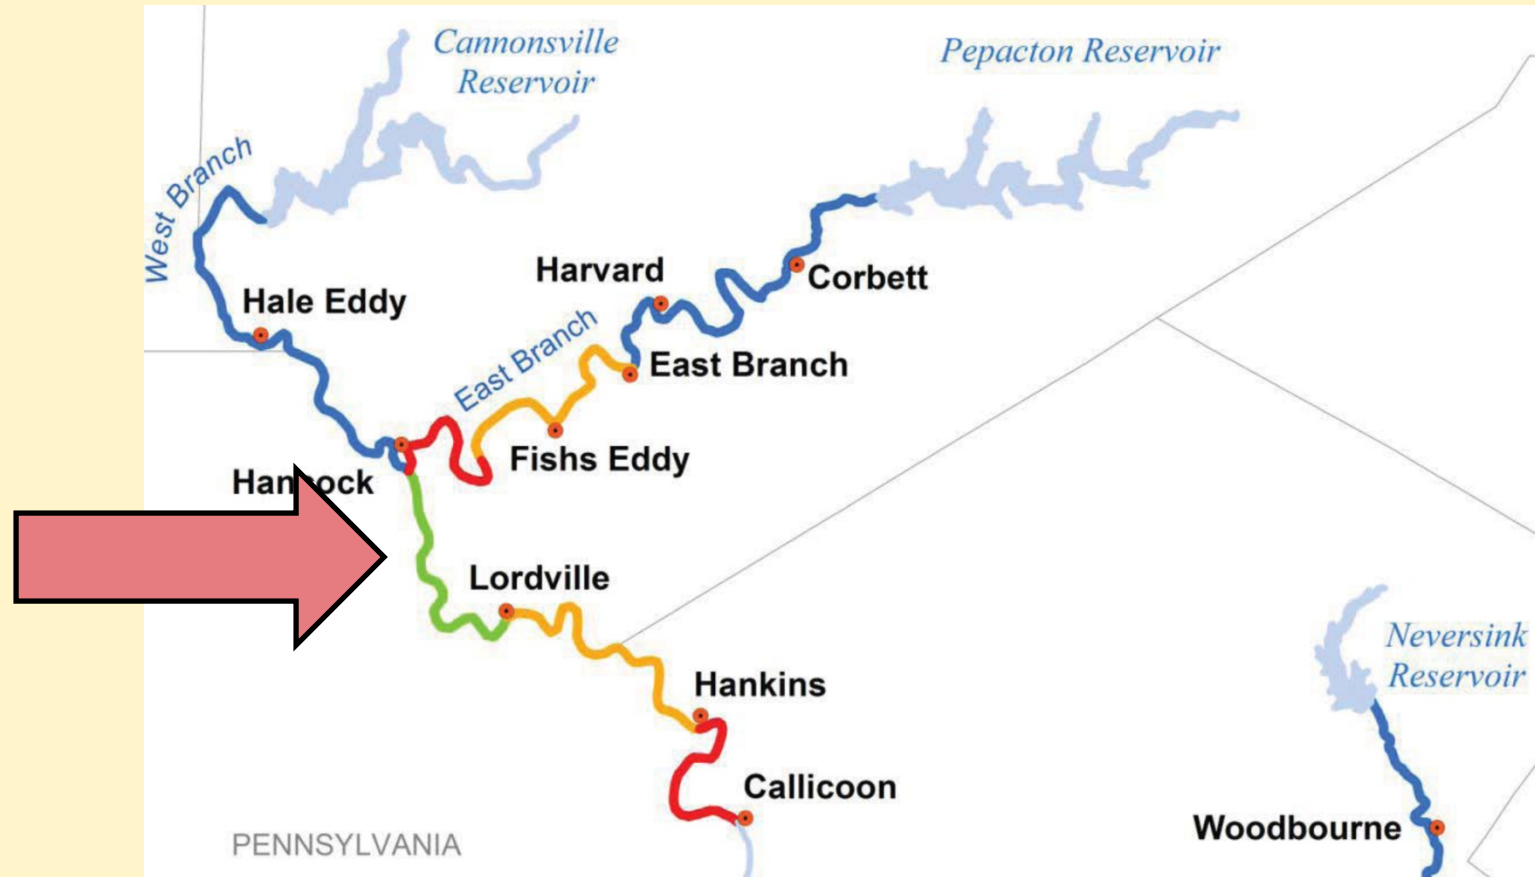 Cannonsville
Reservoir
Pepacton Reservoir
West Branch
Harvard
Corbett
Hale Eddy
East Branch
East Branch
Fishs Eddy
Hancock
Lordville
Neversink
Reservoir
Hankins
Callicoon
Woodbourne
PENNSYLVANIA